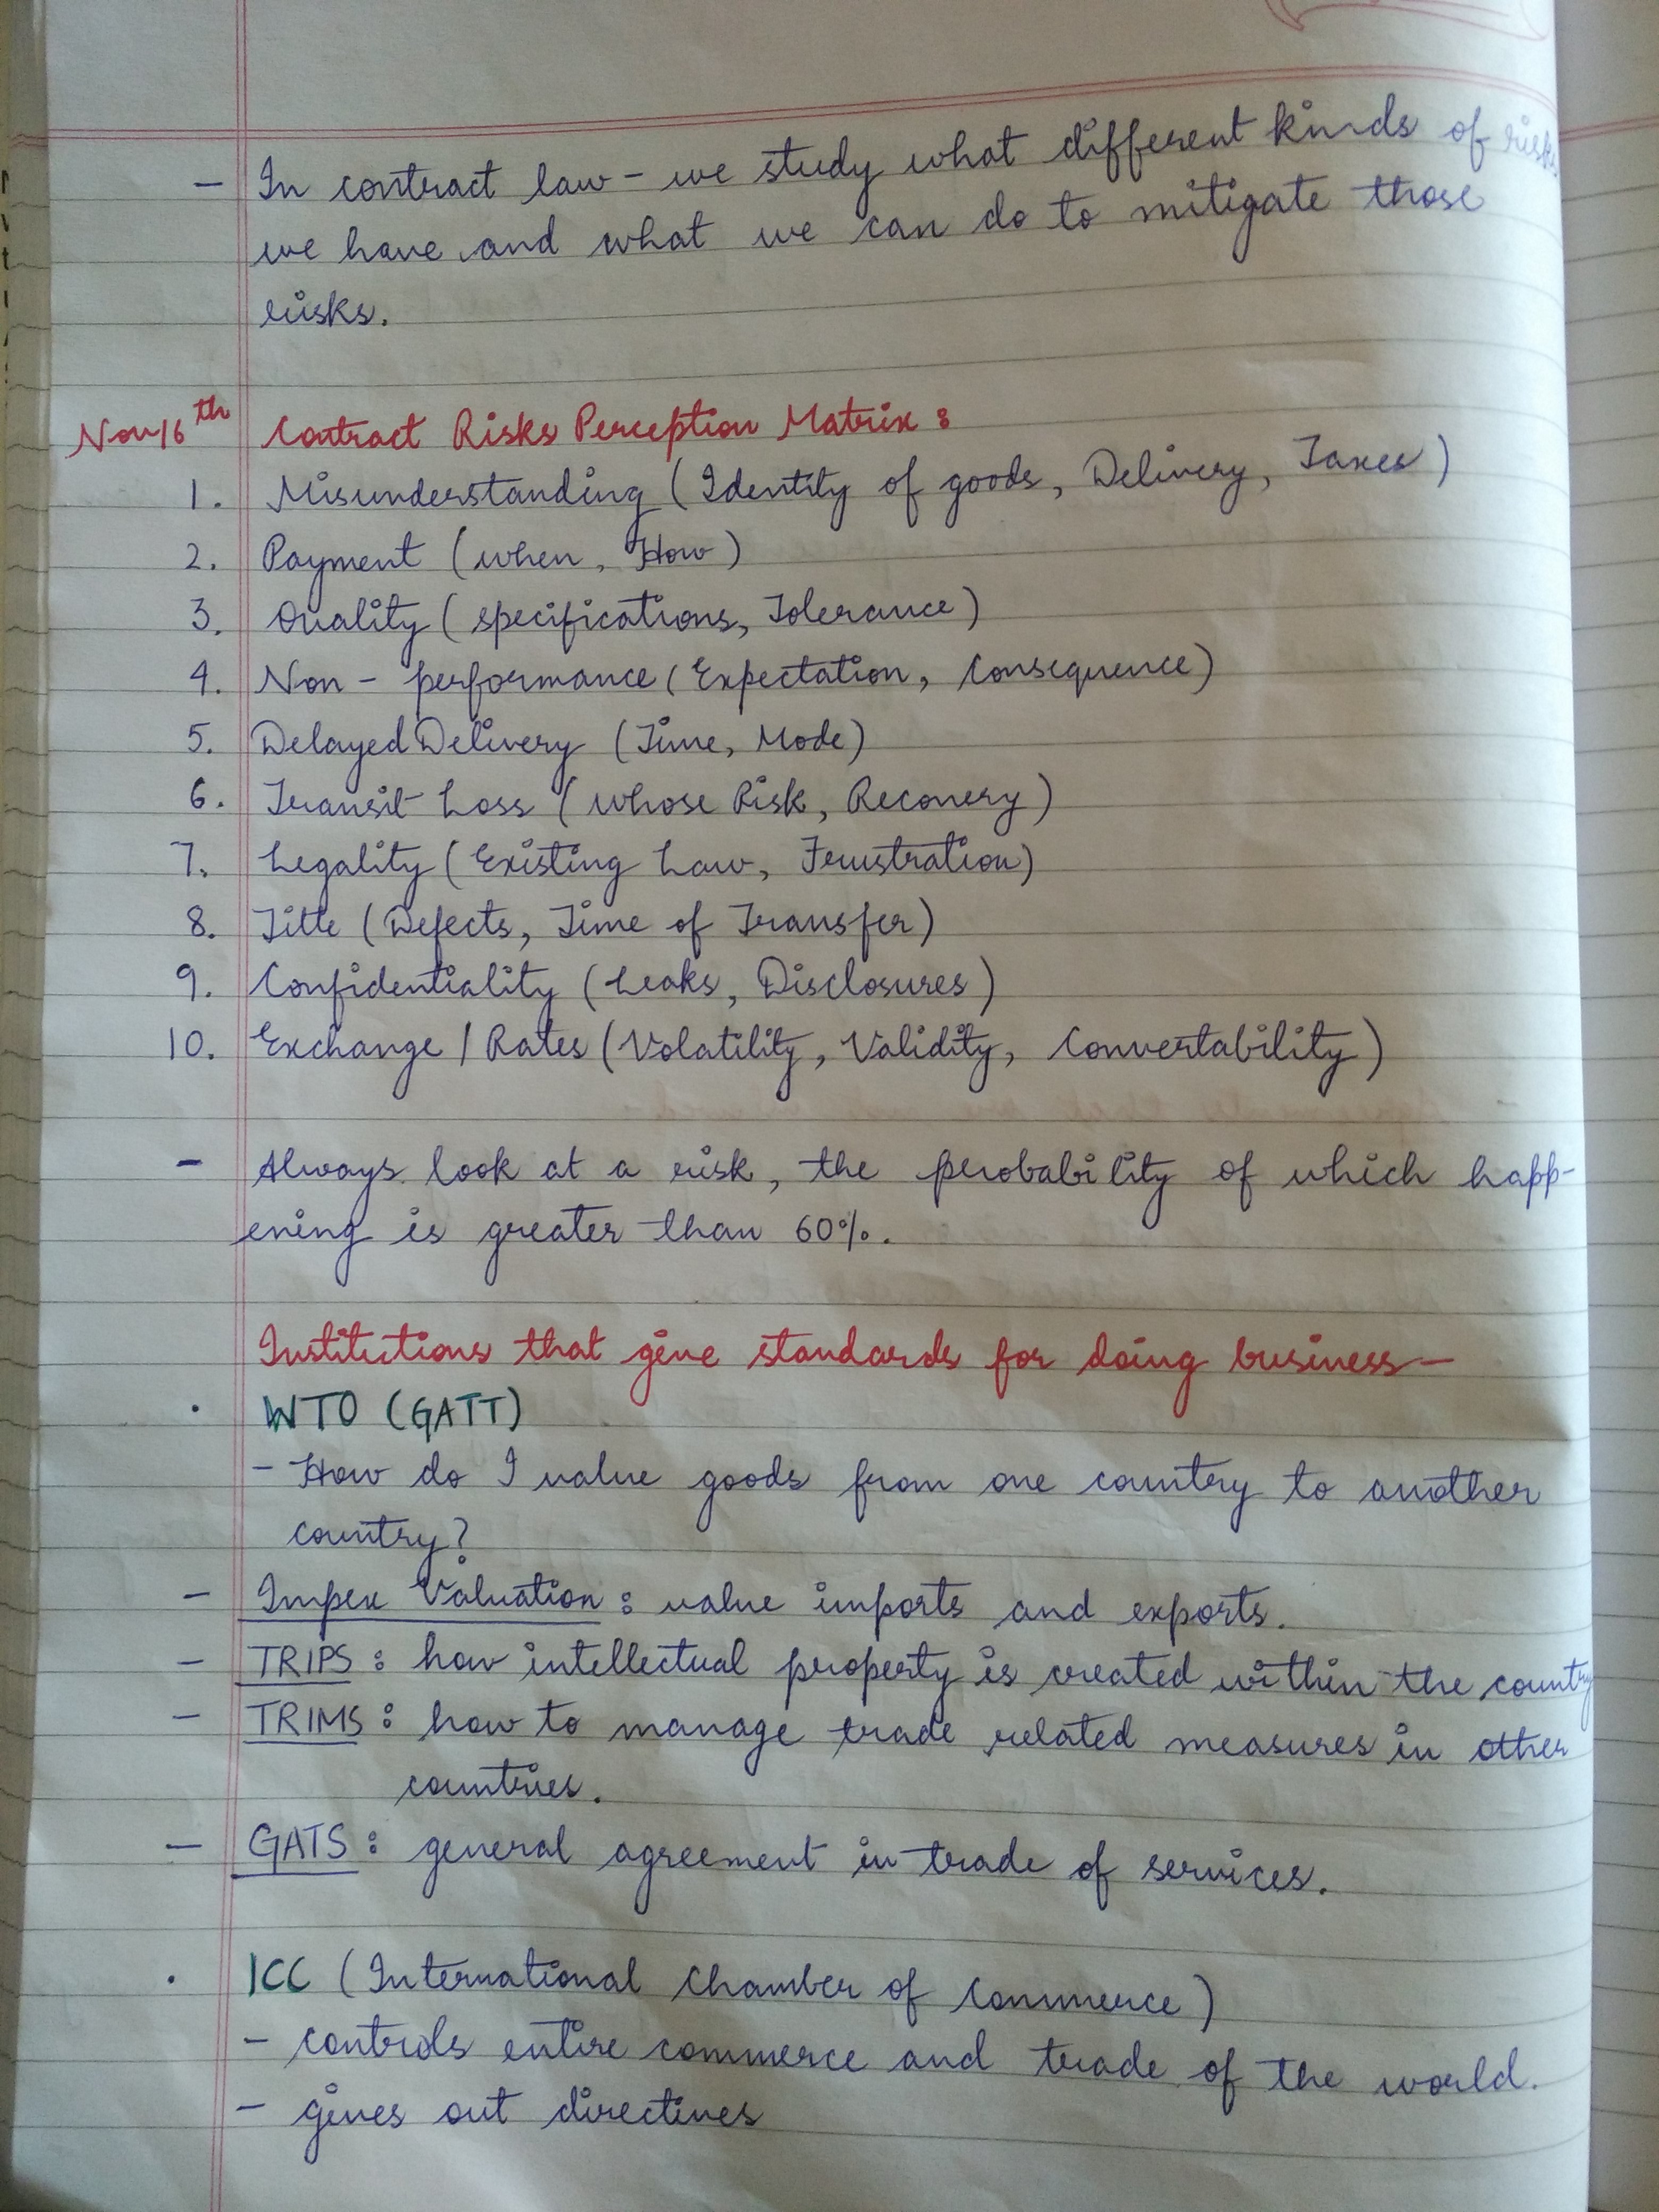 - In contract law - we study what different kinds of risks
we have and what we can do to mitigate those
risks.
Nov 16th Contract Risks Perception Matrix :
1. Misunderstanding (Identity of goods, Delivery, Taxes)
2. Payment (when, How)
3. Quality (specifications, Tolerance)
4. Non - performance (Expectation, Consequence)
5. Delayed Delivery (Time, Mode)
6. Transit Loss (whose Risk, Recovery)
7. Legality (Existing Law, Frustration)
8. Title (Defects, Time of Transfer)
9. Confidentiality (Leaks, Disclosures)
10. Exchange / Rates (Volatility, Validity, Convertability)
- Always look at a risk, the probability of which happ-
ening is greater than 60%.
Institutions that give standards for doing business -
. WTO (GATT)
- How do I value goods from one country to another
country?
- Impex Valuation : value imports and exports.
- TRIPS : how intellectual property is created within the country
- TRIMS : how to manage trade related measures in other
countries.
- GATS : general agreement in trade of services.
. ICC (International Chamber of Commerce)
- controls entire commerce and trade of the world.
- gives out directives